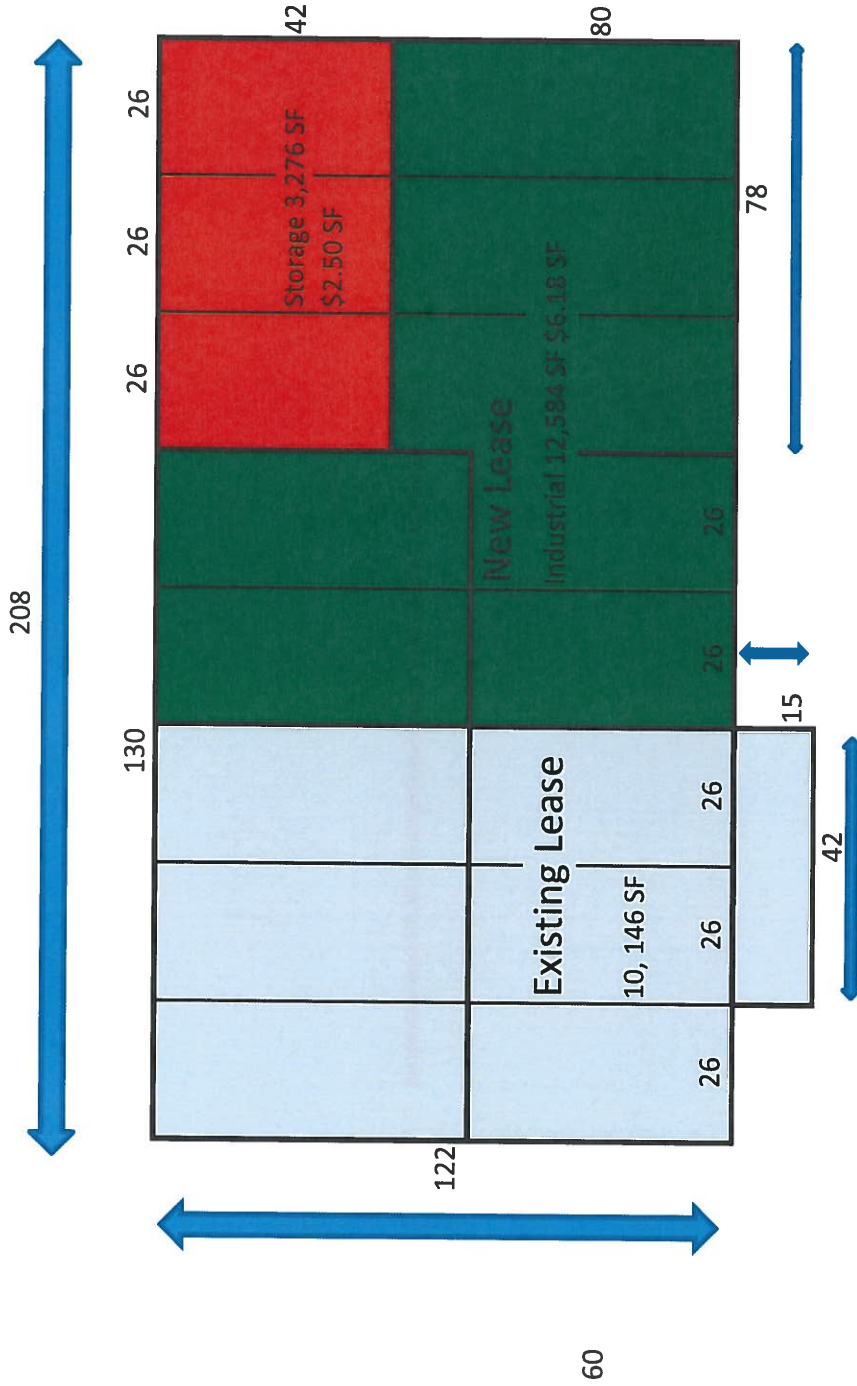 208
130
26
26
26
42
Storage 3,276 SF
$2.50 SF
122
New Lease
Industrial 12,584 SF $6.18 SF
80
Existing Lease
10, 146 SF
26
26
26
26
26
78
15
42
60